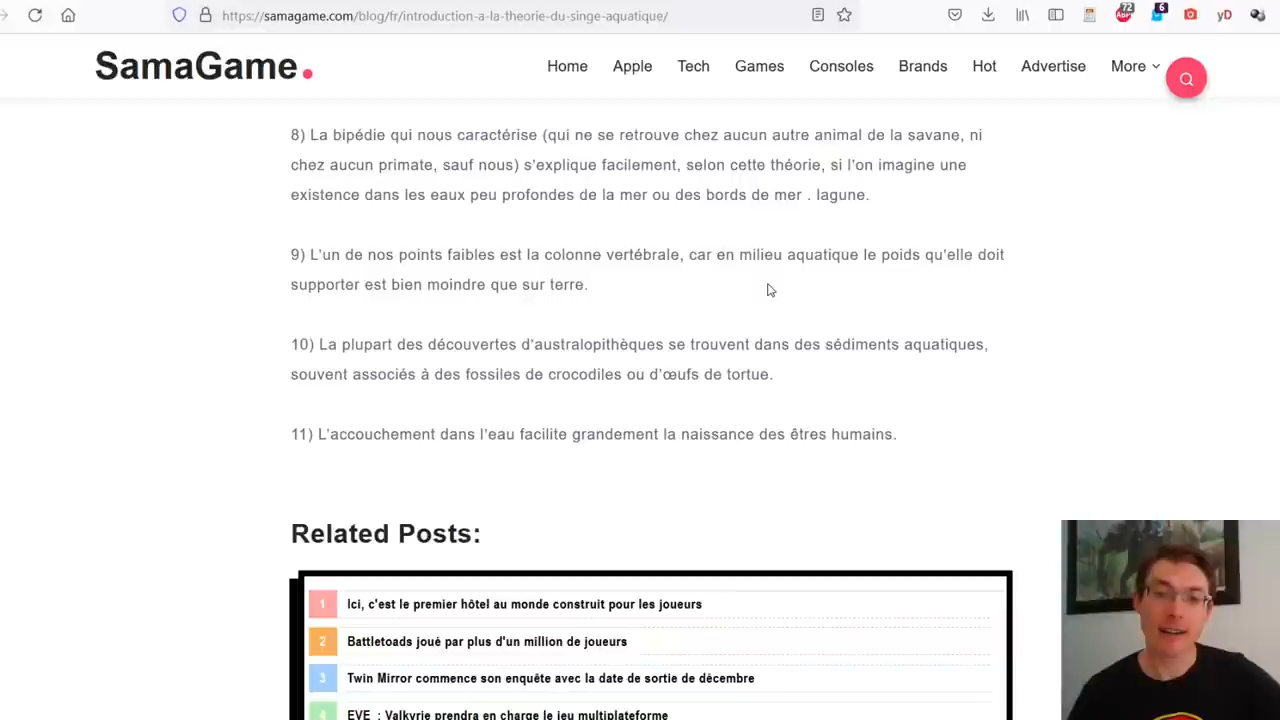 https://samagame.com/blog/fr/introduction-a-la-theorie-du-singe-aquatique/
72
6
yD
SamaGame.
Home Apple Tech Games Consoles Brands Hot Advertise More
8) La bipédie qui nous caractérise (qui ne se retrouve chez aucun autre animal de la savane, ni
chez aucun primate, sauf nous) s'explique facilement, selon cette théorie, si l'on imagine une
existence dans les eaux peu profondes de la mer ou des bords de mer . lagune.
9) L'un de nos points faibles est la colonne vertébrale, car en milieu aquatique le poids qu'elle doit
supporter est bien moindre que sur terre.
10) La plupart des découvertes d'australopithèques se trouvent dans des sédiments aquatiques,
souvent associés à des fossiles de crocodiles ou d'œufs de tortue.
11) L'accouchement dans l'eau facilite grandement la naissance des êtres humains.
Related Posts:
1 Ici, c'est le premier hôtel au monde construit pour les joueurs
2 Battletoads joué par plus d'un million de joueurs
3 Twin Mirror commence son enquête avec la date de sortie de décembre
4 EVE : Valkyrie prendra en charge le jeu multiplateforme